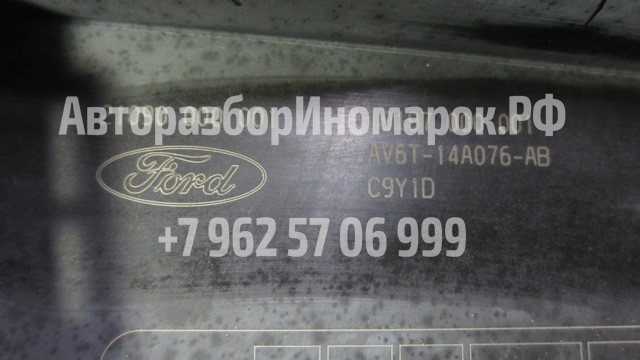 АвторазборИномарок.РФ
Ford
AV6T-14A076-AB
C9Y1D
+7 962 57 06 999